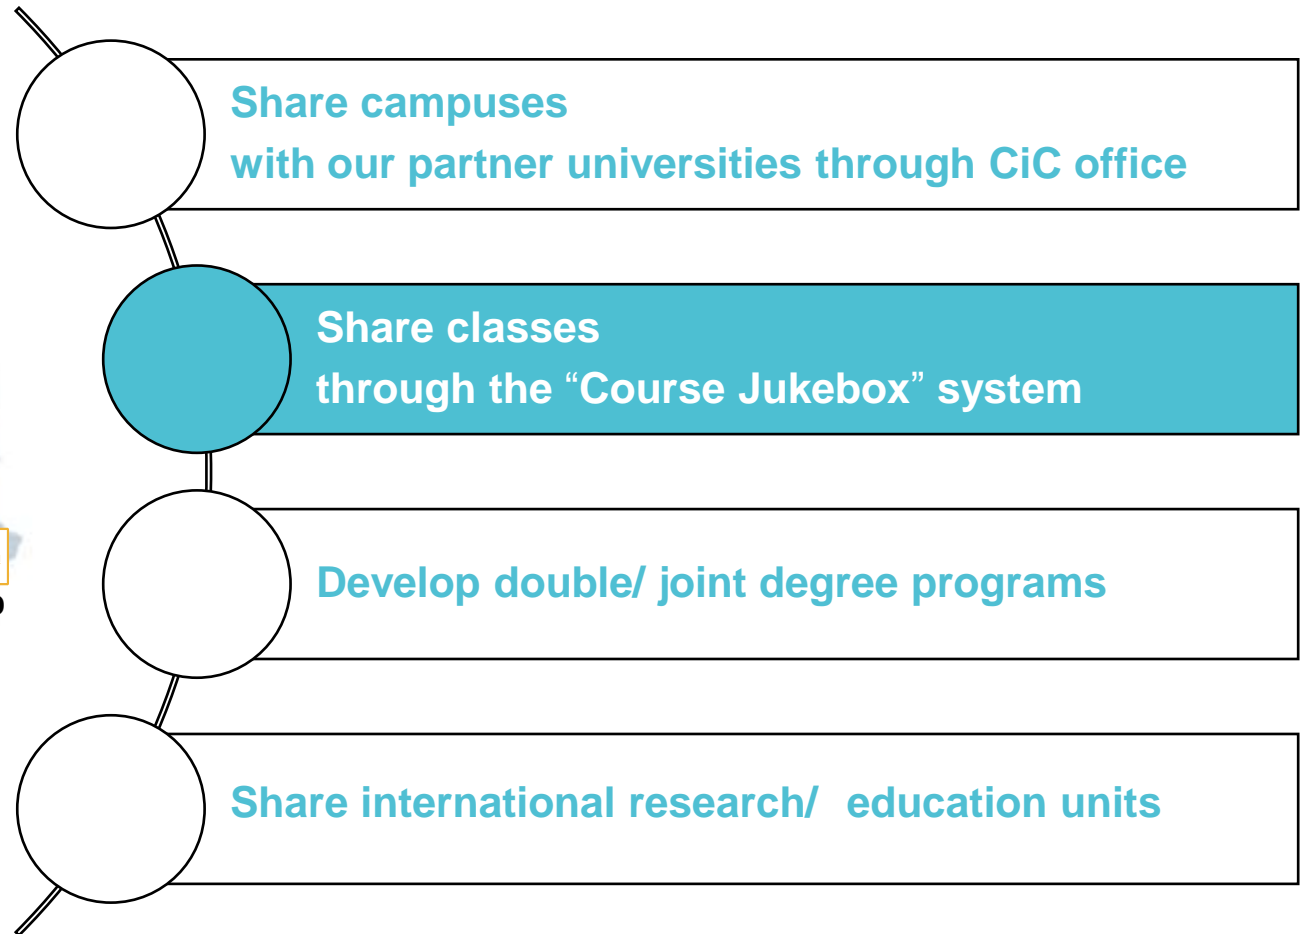 Share campuses
with our partner universities through CiC office
Share classes
through the “Course Jukebox” system
Develop double/ joint degree programs
Share international research/ education units